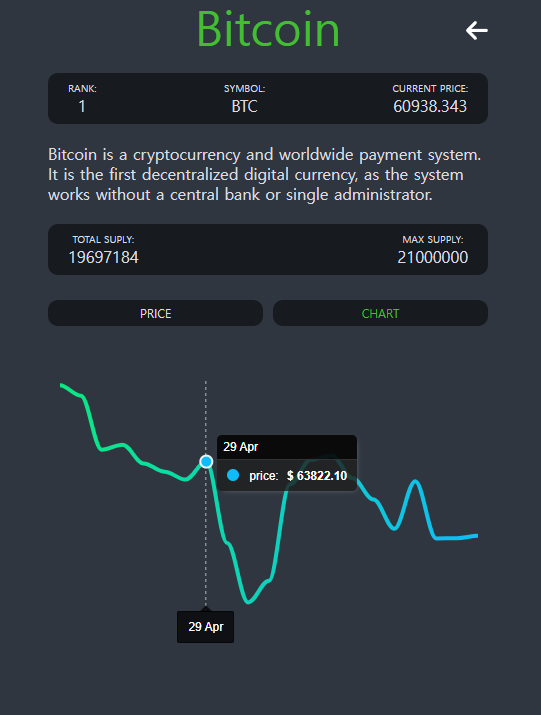 Bitcoin
RANK: SYMBOL: CURRENT PRICE:
1 BTC 60938.343
Bitcoin is a cryptocurrency and worldwide payment system.
It is the first decentralized digital currency, as the system
works without a central bank or single administrator.
TOTAL SUPLY: MAX SUPPLY:
19697184 21000000
PRICE CHART
29 Apr
price: $ 63822.10
29 Apr